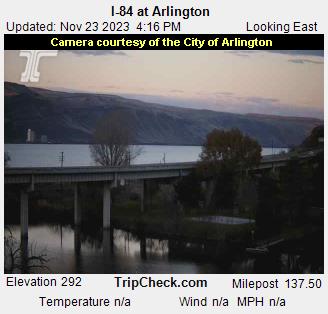 I-84 at Arlington
Updated: Nov 23 2023 4:16 PM Looking East
Camera courtesy of the City of Arlington
Elevation 292 TripCheck.com Milepost 137.50
Temperature n/a Wind n/a MPH n/a